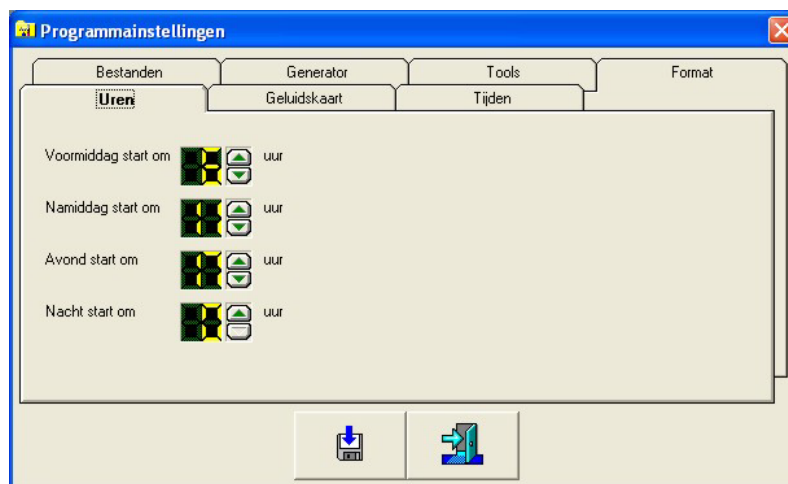 Programmainstellingen
Bestanden Generator Tools Format
Uren Geluidskaart Tijden
Voormiddag start om uur
Namiddag start om uur
Avond start om uur
Nacht start om uur